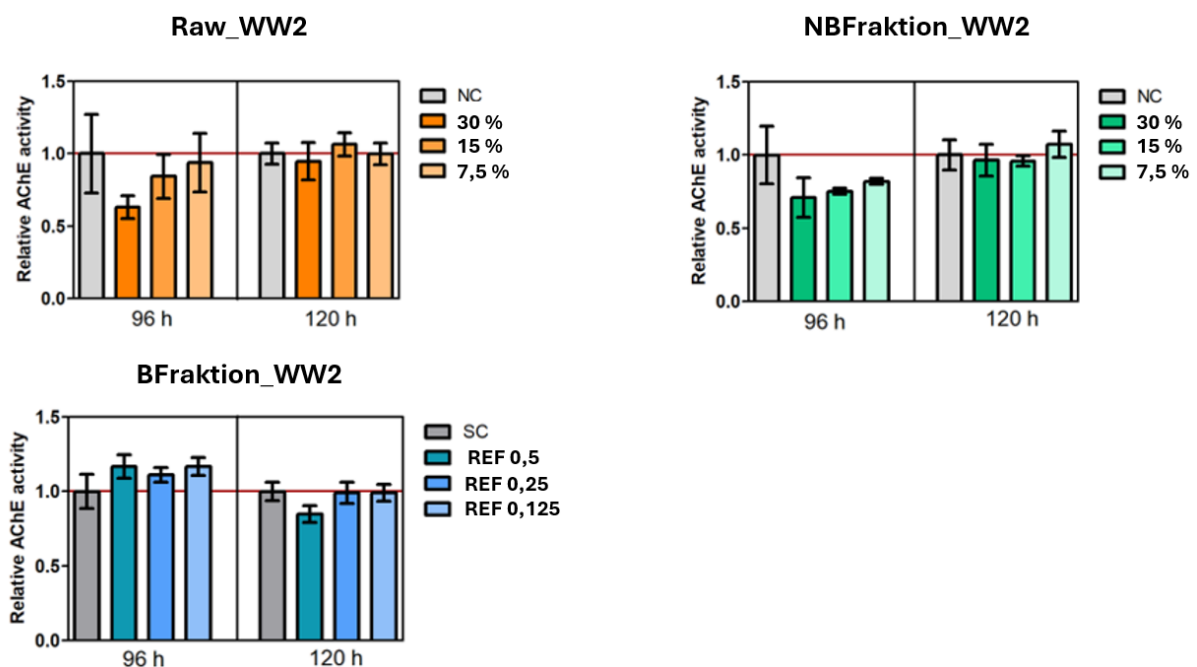 Raw_WW2
Relative AChE activity
1.5
1.0
0.5
0.0
96 h
120 h
NC
30 %
15 %
7,5 %
NBFraktion_WW2
Relative AChE activity
1.5
1.0
0.5
0.0
96 h
120 h
NC
30 %
15 %
7,5 %
BFraktion_WW2
Relative AChE activity
1.5
1.0
0.5
0.0
96 h
120 h
SC
REF 0,5
REF 0,25
REF 0,125